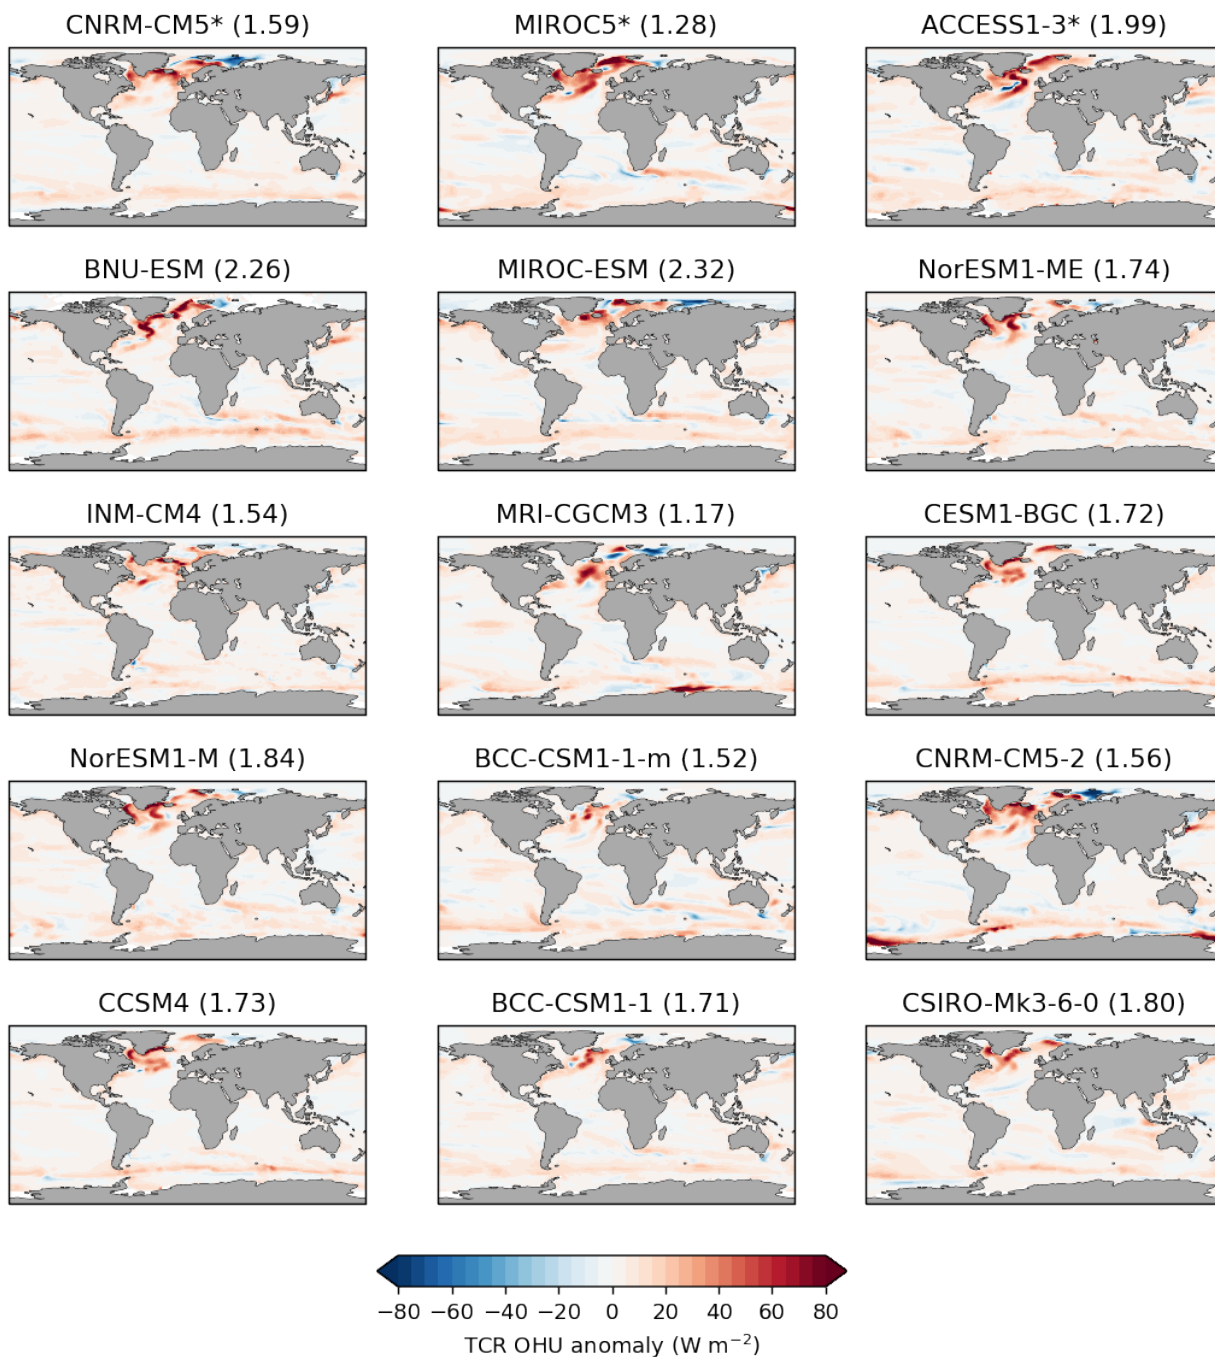 CNRM-CM5* (1.59)
MIROC5* (1.28)
ACCESS1-3* (1.99)
BNU-ESM (2.26)
MIROC-ESM (2.32)
NorESM1-ME (1.74)
INM-CM4 (1.54)
MRI-CGCM3 (1.17)
CESM1-BGC (1.72)
NorESM1-M (1.84)
BCC-CSM1-1-m (1.52)
CNRM-CM5-2 (1.56)
CCSM4 (1.73)
BCC-CSM1-1 (1.71)
CSIRO-Mk3-6-0 (1.80)
−80 −60 −40 −20 0 20 40 60 80
TCR OHU anomaly (W m⁻²)